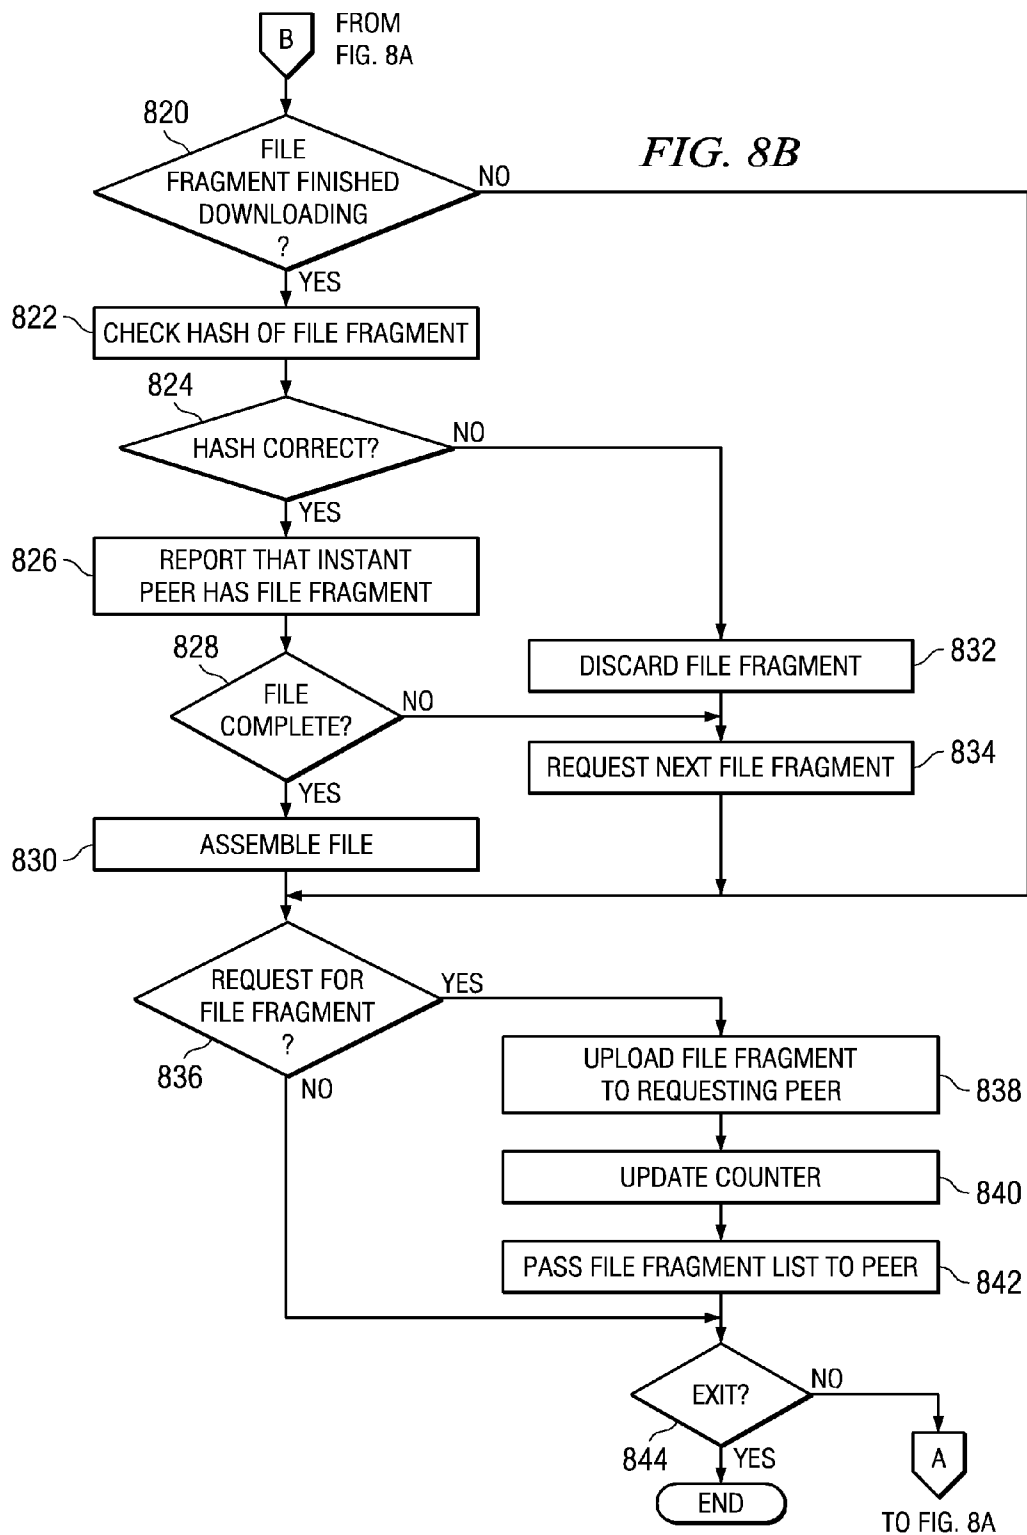 B
FROM
FIG. 8A
820
FIG. 8B
FILE
FRAGMENT FINISHED
DOWNLOADING
?
NO
YES
822
CHECK HASH OF FILE FRAGMENT
824
HASH CORRECT?
NO
YES
826
REPORT THAT INSTANT
PEER HAS FILE FRAGMENT
828
FILE
COMPLETE?
NO
YES
DISCARD FILE FRAGMENT
832
REQUEST NEXT FILE FRAGMENT
834
830
ASSEMBLE FILE
REQUEST FOR
FILE FRAGMENT
?
836
YES
NO
UPLOAD FILE FRAGMENT
TO REQUESTING PEER
838
UPDATE COUNTER
840
PASS FILE FRAGMENT LIST TO PEER
842
EXIT?
844
NO
YES
END
A
TO FIG. 8A